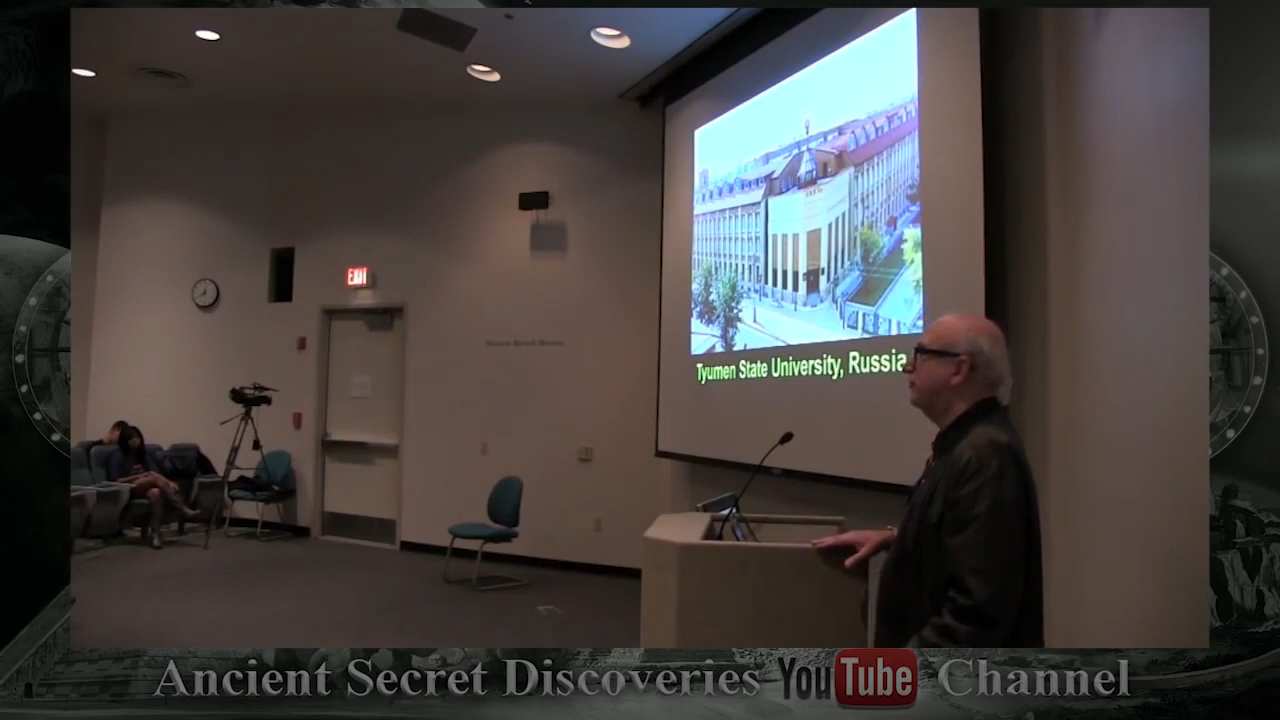 EXIT
Tyumen State University, Russia
Ancient Secret Discoveries YouTube Channel